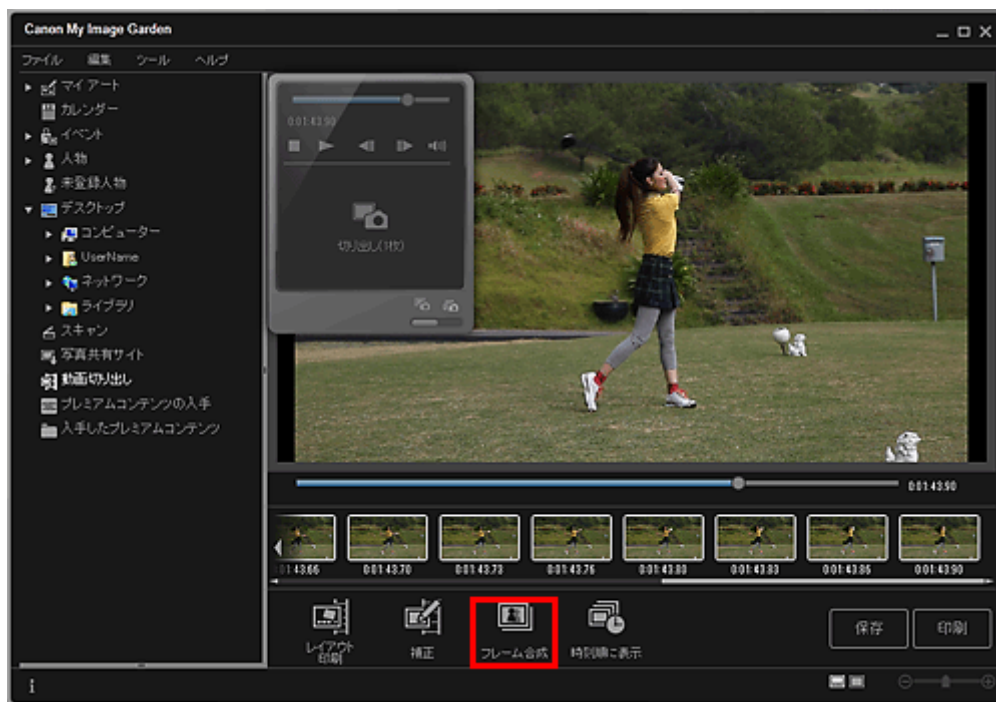 Canon My Image Garden
ファイル 編集 ツール ヘルプ
マイ アート
カレンダー
イベント
人物
未登録人物
デスクトップ
コンピューター
UserName
ネットワーク
ライブラリ
スキャン
写真共有サイト
動画切り出し
プレミアムコンテンツの入手
入手したプレミアムコンテンツ
0:01:43.90
切り出し(1枚)
0:01:43.90
:01:43.66 0:01:43.70 0:01:43.73 0:01:43.76 0:01:43.80 0:01:43.83 0:01:43.86 0:01:43.90
レイアウト
印刷
補正
フレーム合成
時刻順に表示
保存
印刷